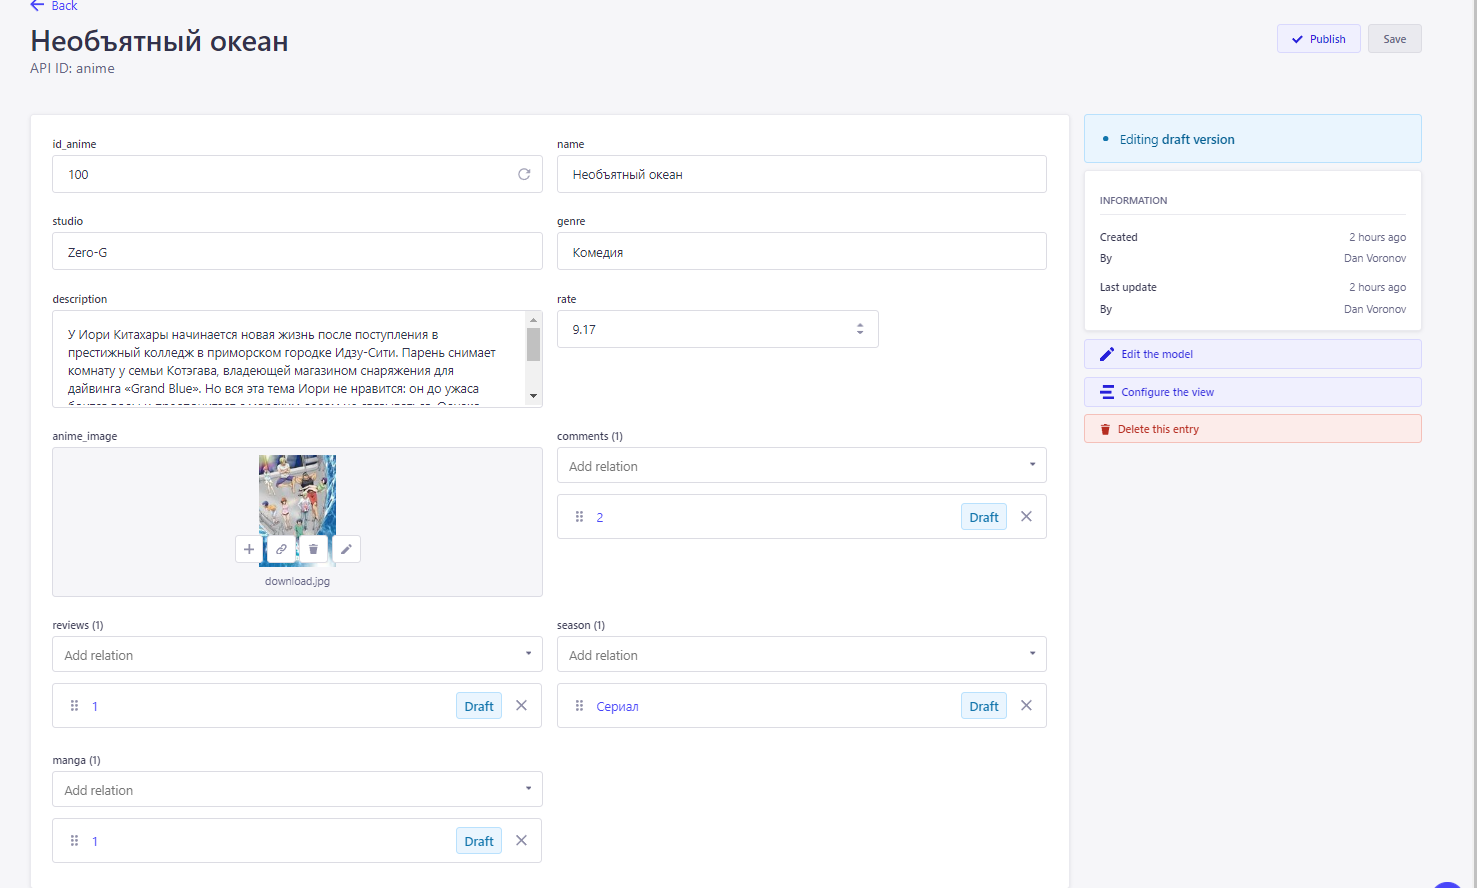 Back
Необъятный океан
API ID: anime
Publish
Save
id_anime
100
name
Необъятный океан
studio
Zero-G
genre
Комедия
description
У Иори Китахары начинается новая жизнь после поступления в
престижный колледж в приморском городке Идзу-Сити. Парень снимает
комнату у семьи Котэгава, владеющей магазином снаряжения для
дайвинга «Grand Blue». Но вся эта тема Иори не нравится: он до ужаса
rate
9.17
anime_image
download.jpg
comments (1)
Add relation
2
Draft
reviews (1)
Add relation
1
Draft
season (1)
Add relation
Сериал
Draft
manga (1)
Add relation
1
Draft
Editing draft version
INFORMATION
Created
2 hours ago
By
Dan Voronov
Last update
2 hours ago
By
Dan Voronov
Edit the model
Configure the view
Delete this entry